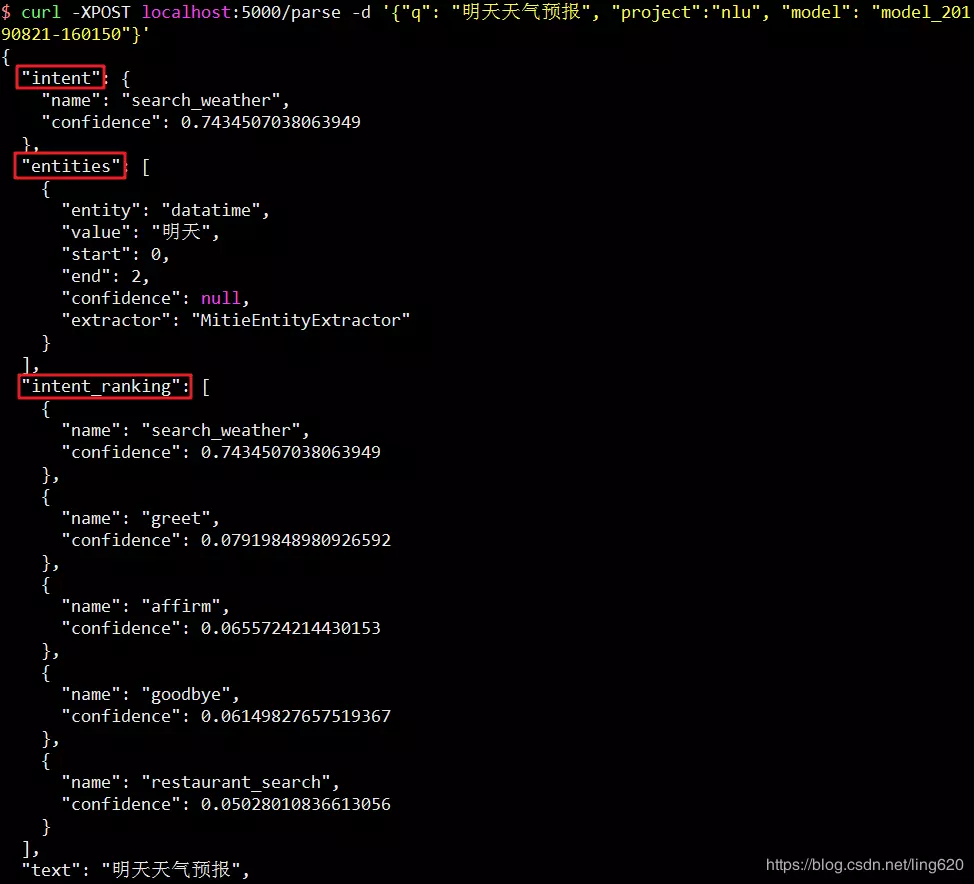 $ curl -XPOST localhost:5000/parse -d '{"q": "明天天气预报", "project":"nlu", "model": "model_201
90821-160150"}'
{
"intent": {
"name": "search_weather",
"confidence": 0.7434507038063949
},
"entities": [
{
"entity": "datatime",
"value": "明天",
"start": 0,
"end": 2,
"confidence": null,
"extractor": "MitieEntityExtractor"
}
],
"intent_ranking": [
{
"name": "search_weather",
"confidence": 0.7434507038063949
},
{
"name": "greet",
"confidence": 0.07919848980926592
},
{
"name": "affirm",
"confidence": 0.0655724214430153
},
{
"name": "goodbye",
"confidence": 0.06149827657519367
},
{
"name": "restaurant_search",
"confidence": 0.05028010836613056
}
],
"text": "明天天气预报",
https://blog.csdn.net/ling620